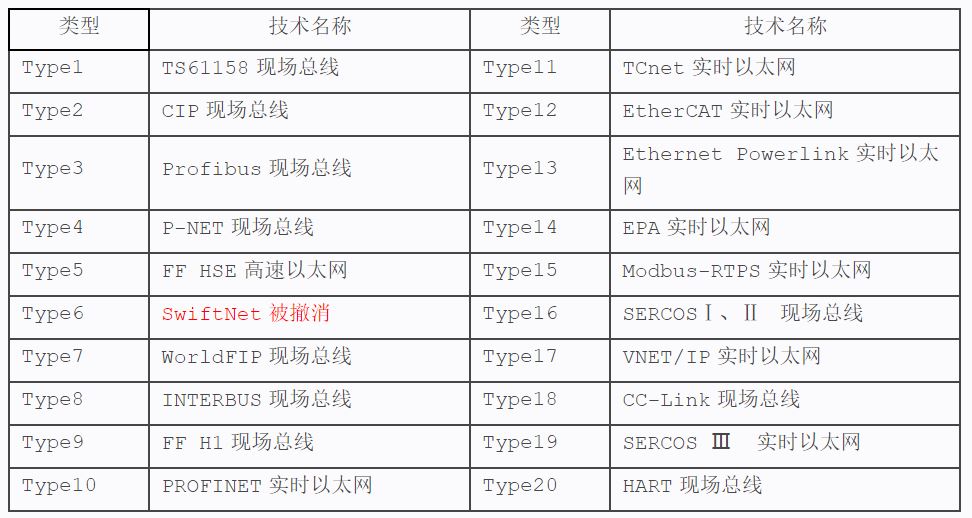 类型 技术名称 类型 技术名称
Type1 TS61158 现场总线 Type11 TCnet 实时以太网
Type2 CIP 现场总线 Type12 EtherCAT 实时以太网
Type3 Profibus 现场总线 Type13 Ethernet Powerlink 实时以太
网
Type4 P-NET 现场总线 Type14 EPA 实时以太网
Type5 FF HSE 高速以太网 Type15 Modbus-RTPS 实时以太网
Type6 SwiftNet 被撤消 Type16 SERCOSⅠ、Ⅱ 现场总线
Type7 WorldFIP 现场总线 Type17 VNET/IP 实时以太网
Type8 INTERBUS 现场总线 Type18 CC-Link 现场总线
Type9 FF H1 现场总线 Type19 SERCOS Ⅲ 实时以太网
Type10 PROFINET 实时以太网 Type20 HART 现场总线